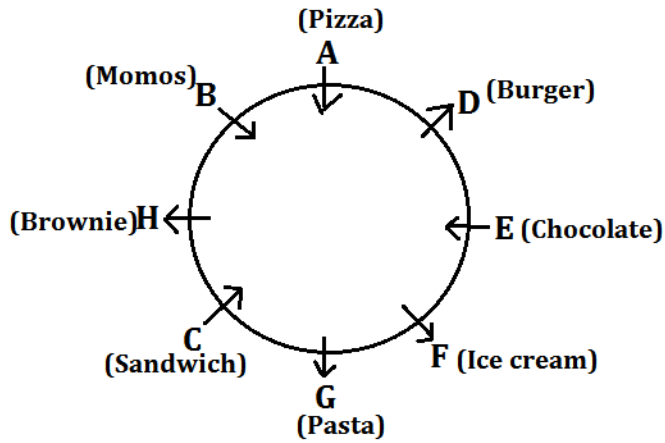 (Pizza)
A
(Momos)
B
D (Burger)
(Brownie) H
E (Chocolate)
C
(Sandwich)
F (Ice cream)
G
(Pasta)